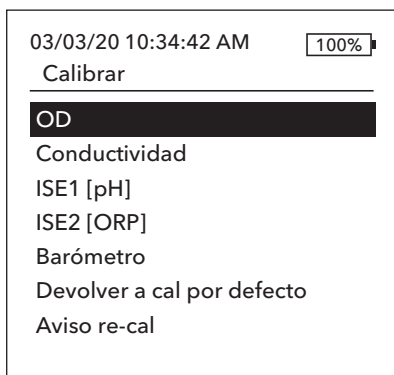 03/03/20 10:34:42 AM 100%
Calibrar
OD
Conductividad
ISE1 [pH]
ISE2 [ORP]
Barómetro
Devolver a cal por defecto
Aviso re-cal